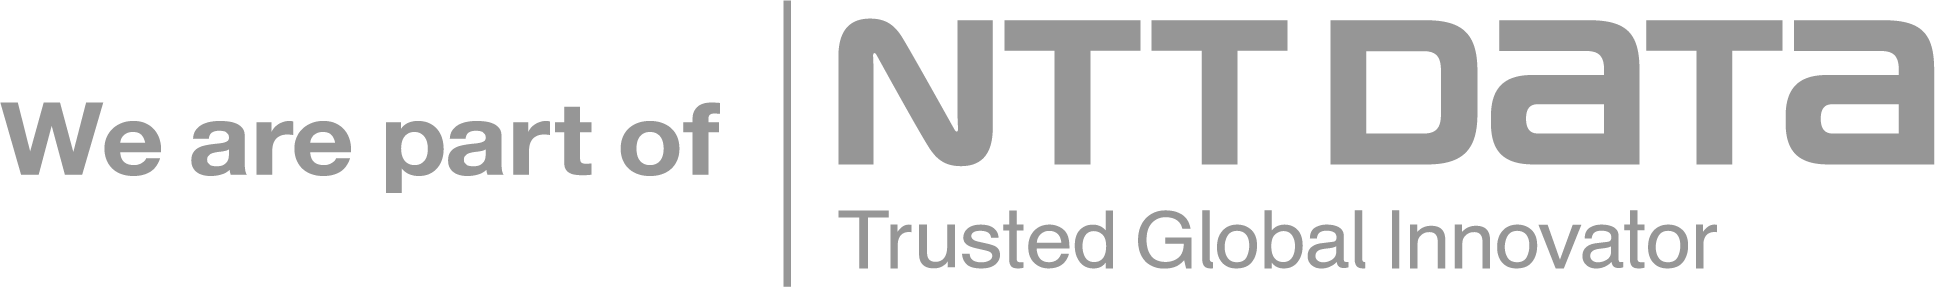 We are part of
NTT DATA
Trusted Global Innovator